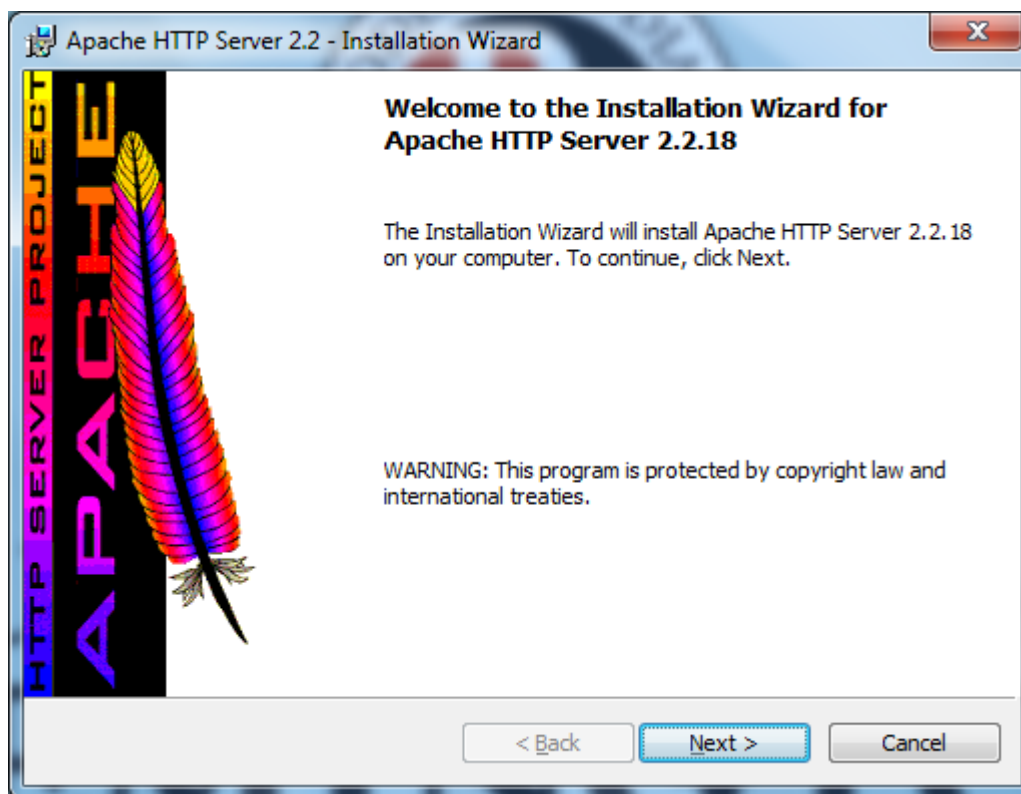 Apache HTTP Server 2.2 - Installation Wizard
HTTP SERVER PROJECT
APACHE
Welcome to the Installation Wizard for
Apache HTTP Server 2.2.18
The Installation Wizard will install Apache HTTP Server 2.2.18
on your computer. To continue, click Next.
WARNING: This program is protected by copyright law and
international treaties.
< Back
Next >
Cancel